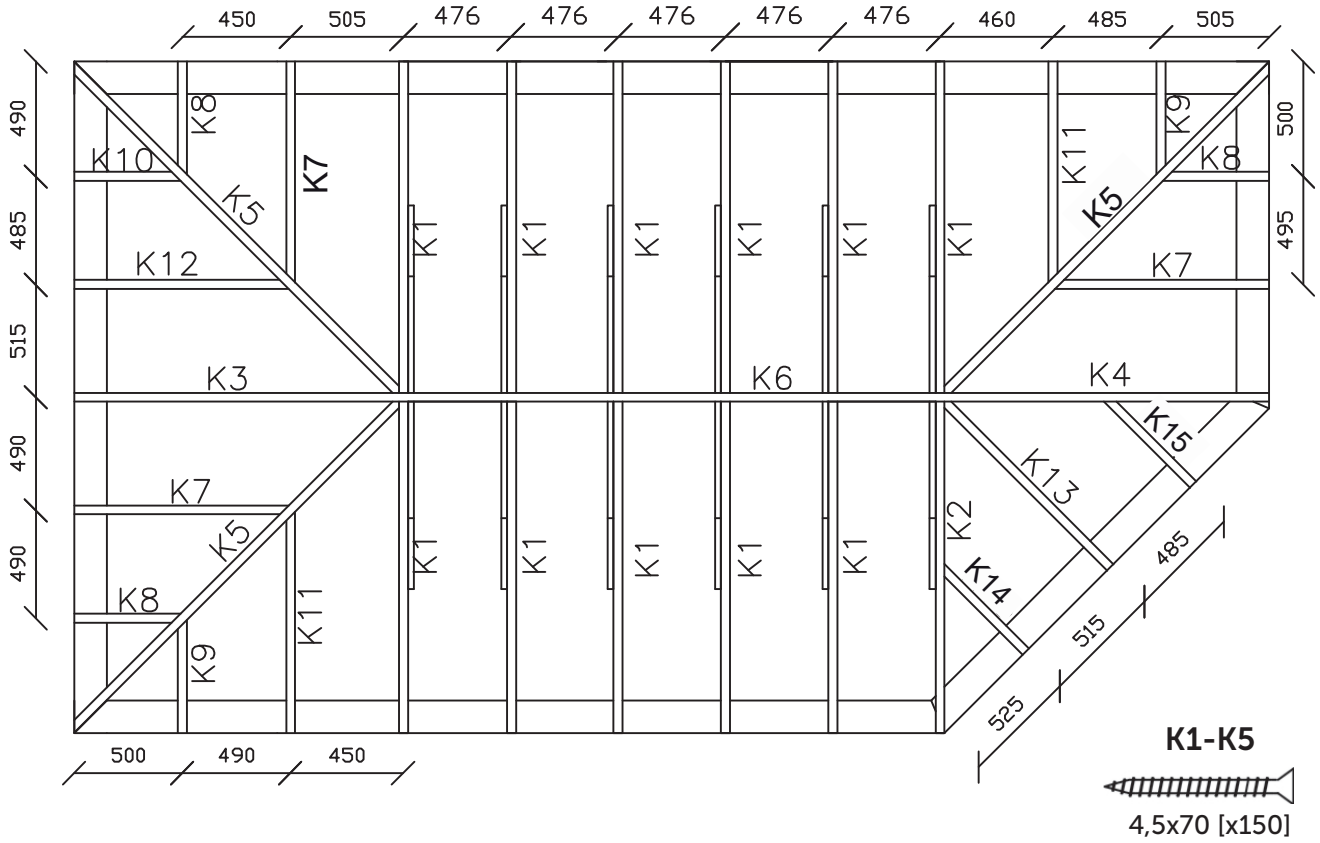 450 505 476 476 476 476 476 460 485 505
490
485
515
490
490
500
495
K8
K7
K10
K5
K12
K3
K1 K1 K1 K1 K1 K1
K11
K9
K5
K8
K7
K6
K4
K7
K5
K8
K9
K11
K1 K1 K1 K1 K1
K2
K13
K15
K14
485
515
525
500 490 450
K1-K5
4,5x70 [x150]